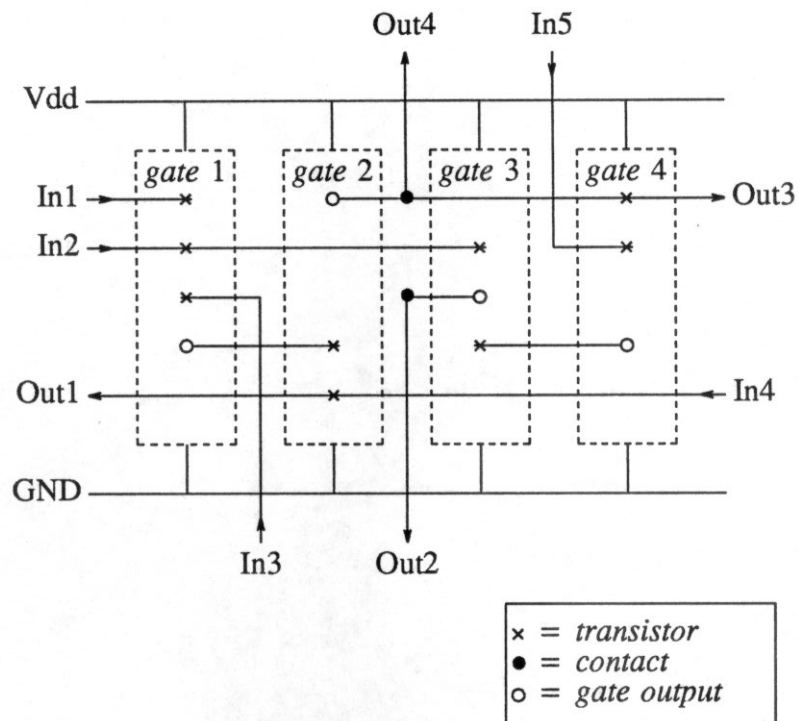 Out4 In5
Vdd
gate 1 gate 2 gate 3 gate 4
In1 Out3
In2
Out1 In4
GND
In3 Out2
× = transistor
● = contact
○ = gate output